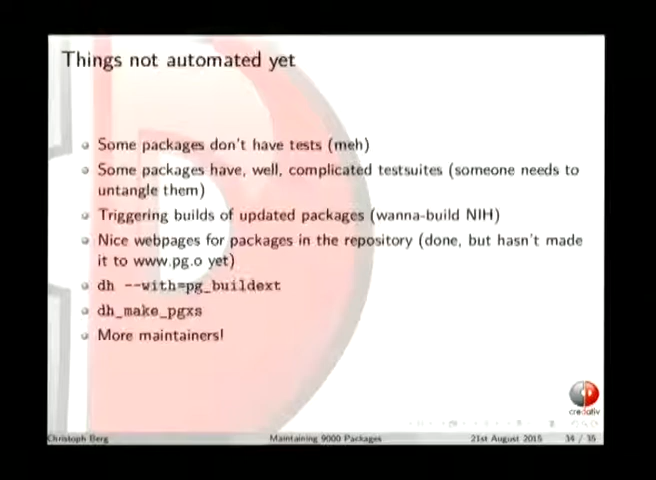 Things not automated yet
Some packages don't have tests (meh)
Some packages have, well, complicated testsuites (someone needs to
untangle them)
Triggering builds of updated packages (wanna-build NIH)
Nice webpages for packages in the repository (done, but hasn't made
it to www.pg.o yet)
dh --with=pg_buildext
dh_make_pgxs
More maintainers!
credativ
Christoph Berg Maintaining 9000 Packages 21st August 2015 34 / 35